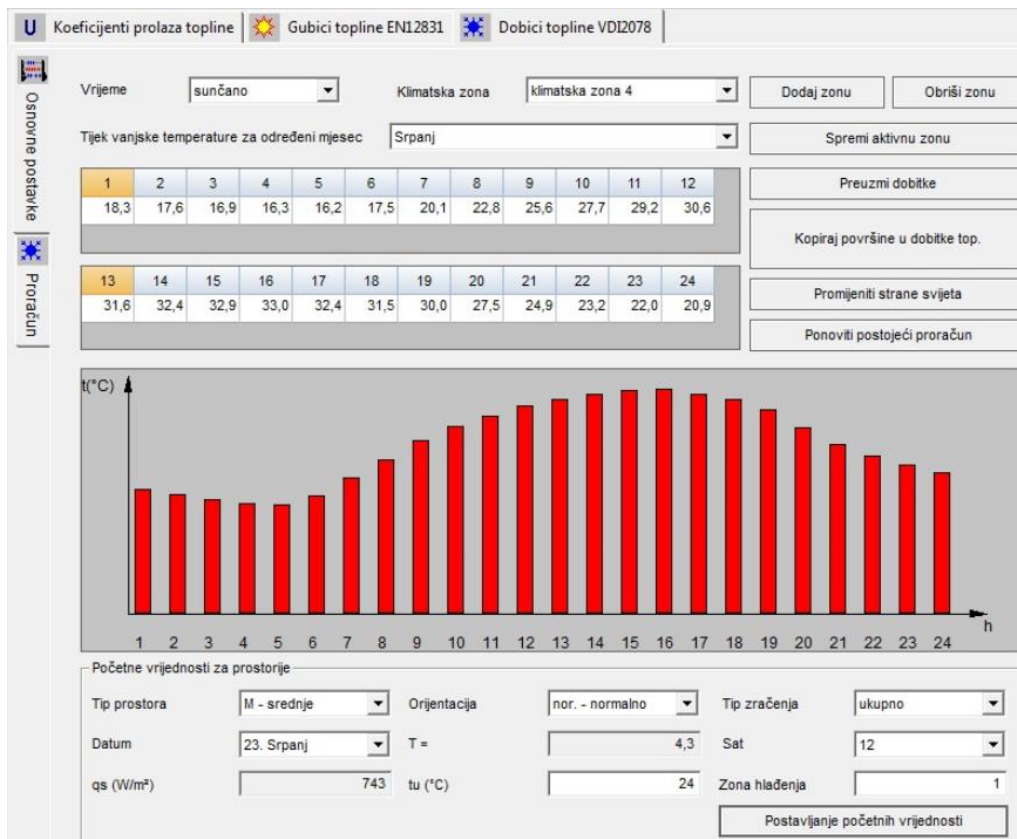 U Koeficijenti prolaza topline Gubici topline EN12831 Dobici topline VDI2078
Osnovne postavke
Proračun
Vrijeme sunčano Klimatska zona klimatska zona 4 Dodaj zonu Obriši zonu
Tijek vanjske temperature za određeni mjesec Srpanj Spremi aktivnu zonu
1 2 3 4 5 6 7 8 9 10 11 12 Preuzmi dobitke
18,3 17,6 16,9 16,3 16,2 17,5 20,1 22,8 25,6 27,7 29,2 30,6
Kopiraj površine u dobitke top.
13 14 15 16 17 18 19 20 21 22 23 24 Promijeniti strane svijeta
31,6 32,4 32,9 33,0 32,4 31,5 30,0 27,5 24,9 23,2 22,0 20,9
Ponoviti postojeći proračun
t(°C)
h
1 2 3 4 5 6 7 8 9 10 11 12 13 14 15 16 17 18 19 20 21 22 23 24
Početne vrijednosti za prostorije
Tip prostora M - srednje Orijentacija nor. - normalno Tip zračenja ukupno
Datum 23. Srpanj T = 4,3 Sat 12
qs (W/m²) 743 tu (°C) 24 Zona hlađenja 1
Postavljanje početnih vrijednosti